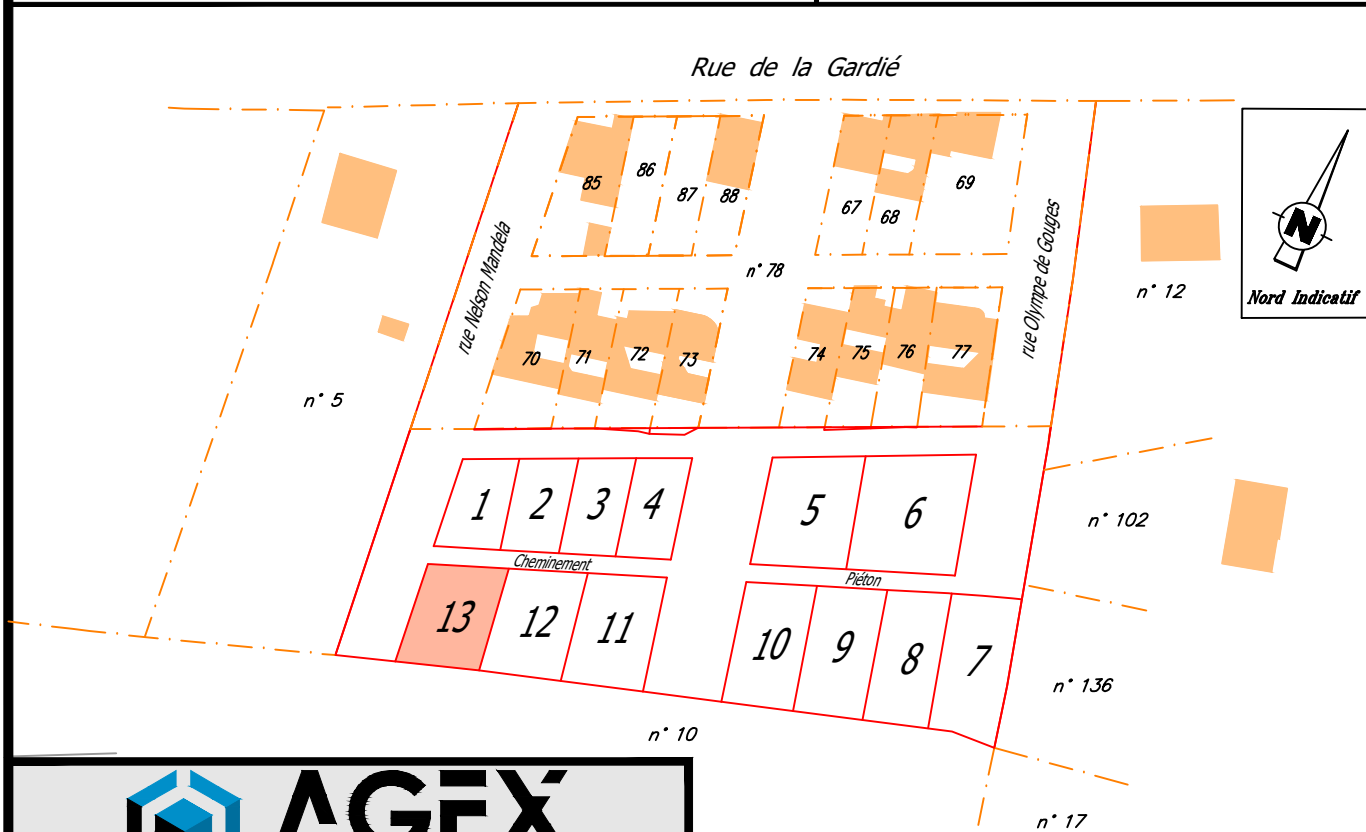 Rue de la Gardié
85
86
87
88
67
68
69
rue Nelson Mandela
n° 78
rue Olympe de Gouges
n° 12
N
Nord Indicatif
70
71
72
73
74
75
76
77
n° 5
1
2
3
4
5
6
n° 102
Cheminement
Piéton
13
12
11
10
9
8
7
n° 136
n° 10
AGEX
n° 17